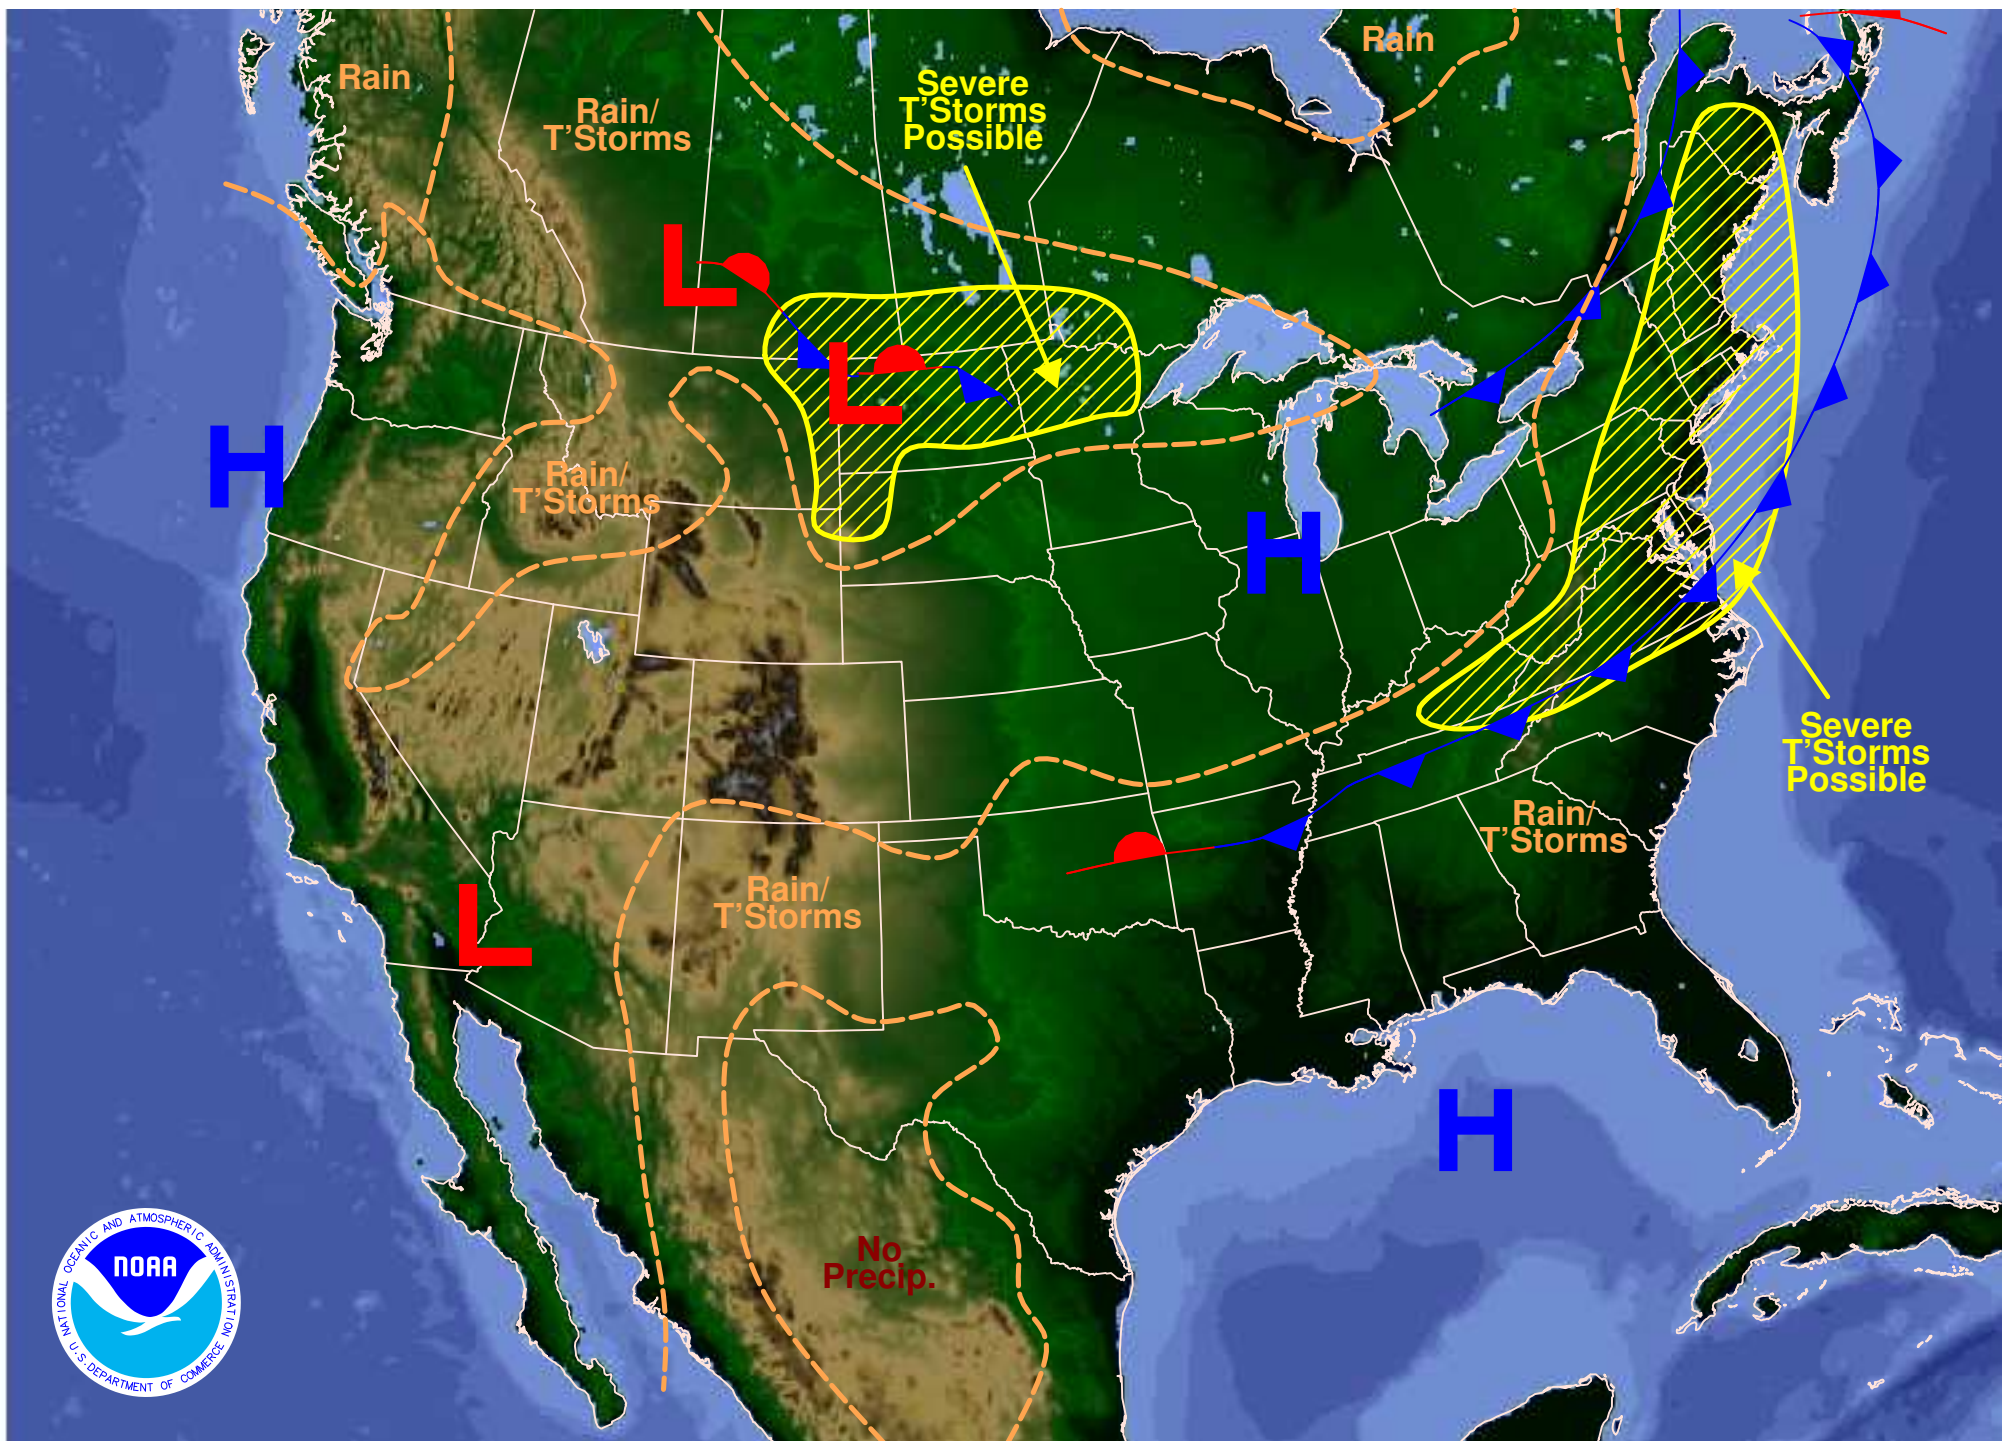 Rain
Rain
Severe
T'Storms
Possible
Rain/
T'Storms
L
L
H
Rain/
T'Storms
H
Severe
T'Storms
Possible
Rain/
T'Storms
L
Rain/
T'Storms
H
No
Precip.
NATIONAL OCEANIC AND ATMOSPHERIC ADMINISTRATION
NOAA
U.S. DEPARTMENT OF COMMERCE